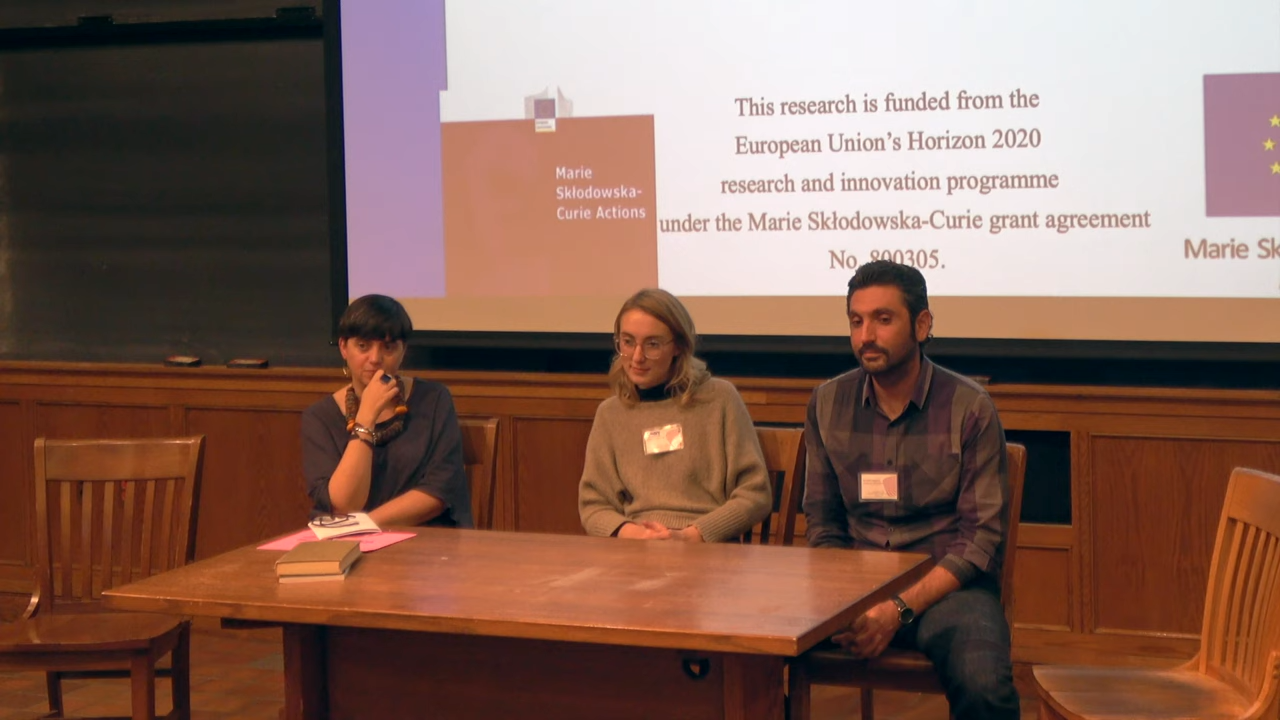 Marie
Skłodowska-
Curie Actions
This research is funded from the
European Union’s Horizon 2020
research and innovation programme
under the Marie Skłodowska-Curie grant agreement
No. 800305.
Marie Sk